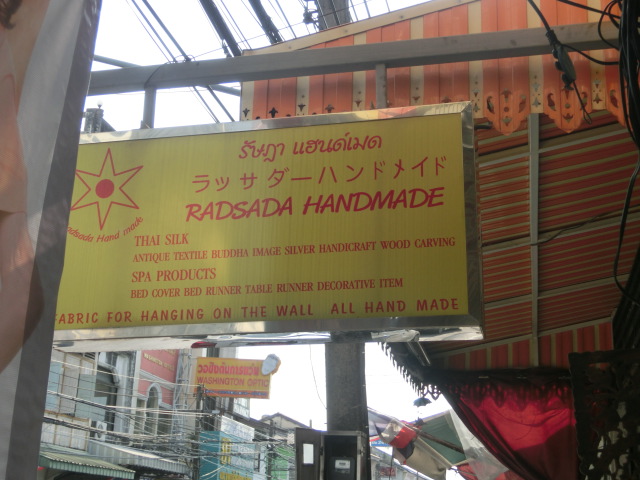 รัษฎา แฮนด์เมด
ラッサダーハンドメイド
RADSADA HANDMADE
adsada Hand made
THAI SILK
ANTIQUE TEXTILE BUDDHA IMAGE SILVER HANDICRAFT WOOD CARVING
SPA PRODUCTS
BED COVER BED RUNNER TABLE RUNNER DECORATIVE ITEM
FABRIC FOR HANGING ON THE WALL ALL HAND MADE
WASHINGTON OPTIC